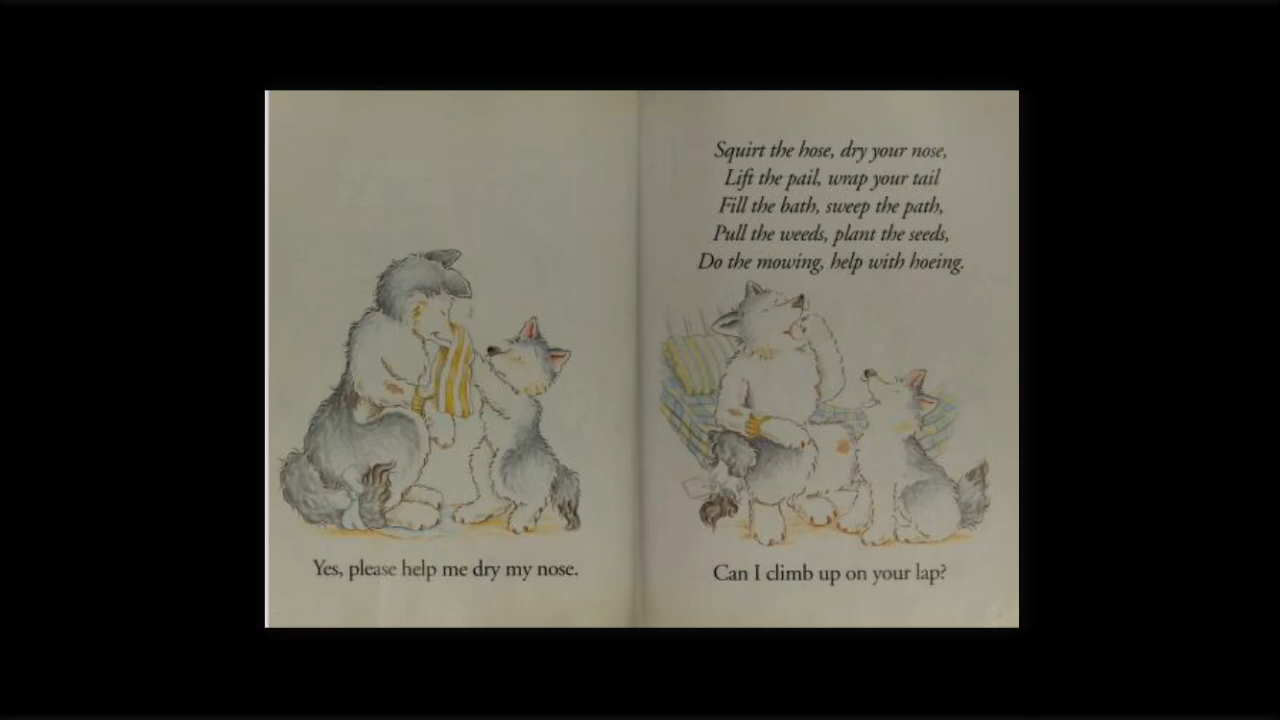 Yes, please help me dry my nose.
Squirt the hose, dry your nose,
Lift the pail, wrap your tail
Fill the bath, sweep the path,
Pull the weeds, plant the seeds,
Do the mowing, help with hoeing.
Can I climb up on your lap?